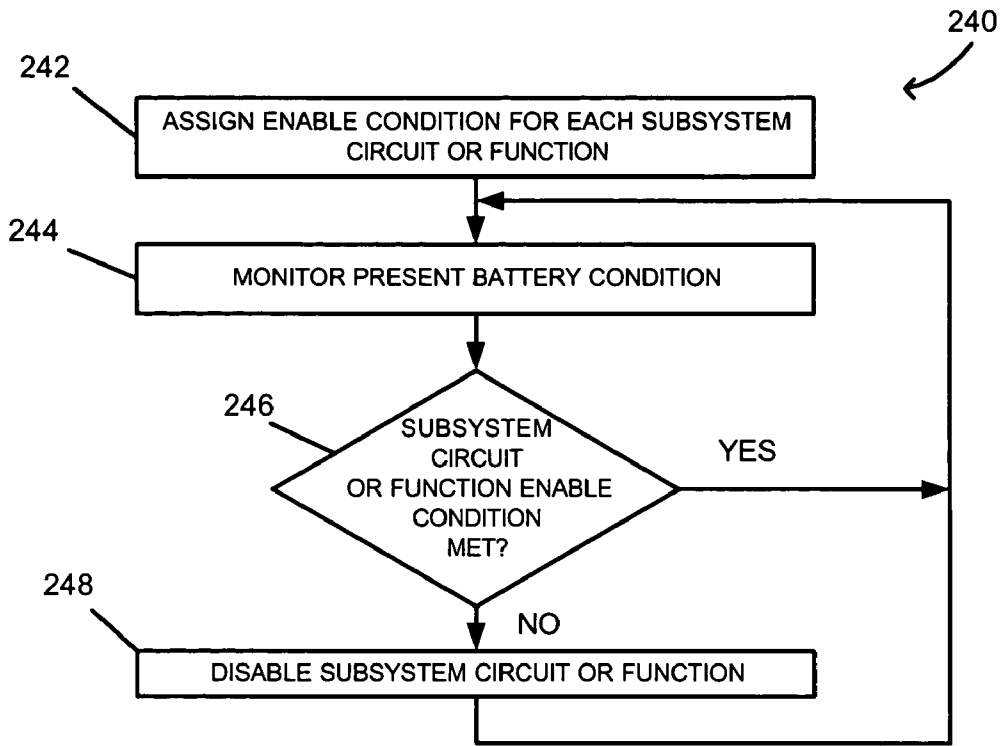 240
242
ASSIGN ENABLE CONDITION FOR EACH SUBSYSTEM
CIRCUIT OR FUNCTION
244
MONITOR PRESENT BATTERY CONDITION
246
SUBSYSTEM
CIRCUIT
OR FUNCTION ENABLE
CONDITION
MET?
YES
248
NO
DISABLE SUBSYSTEM CIRCUIT OR FUNCTION